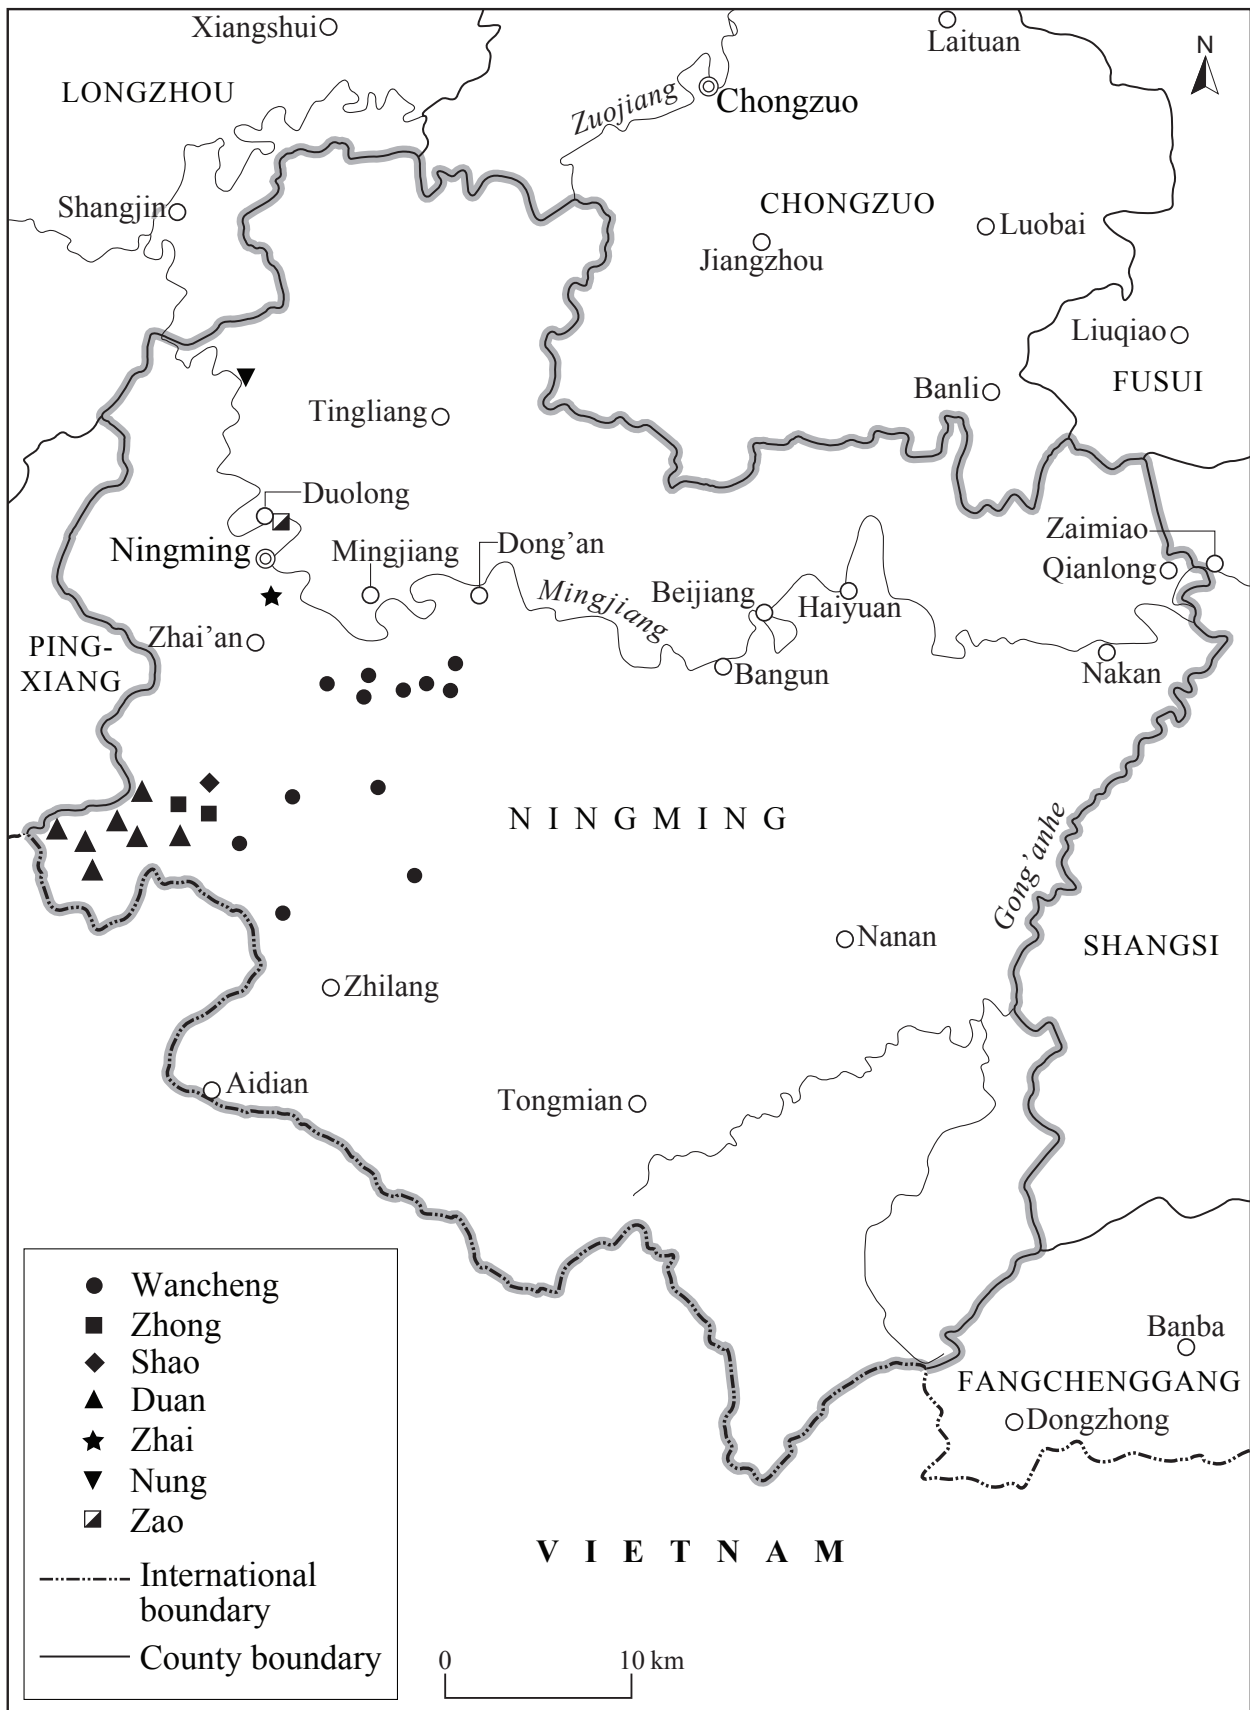 Xiangshui
Laituan
N
LONGZHOU
Zuojiang
Chongzuo
Shangjin
CHONGZUO
Luobai
Jiangzhou
Liuqiao
FUSUI
Banli
Tingliang
Duolong
Zaimiao
Ningming
Mingjiang
Dong’an
Qianlong
Mingjiang
Beijiang
Haiyuan
PING-
XIANG
Zhai’an
Bangun
Nakan
NINGMING
Gong’anhe
Nanan
SHANGSI
Zhilang
Aidian
Tongmian
Banba
FANGCHENGGANG
Dongzhong
VIETNAM
Wancheng
Zhong
Shao
Duan
Zhai
Nung
Zao
International
boundary
County boundary
0 10 km